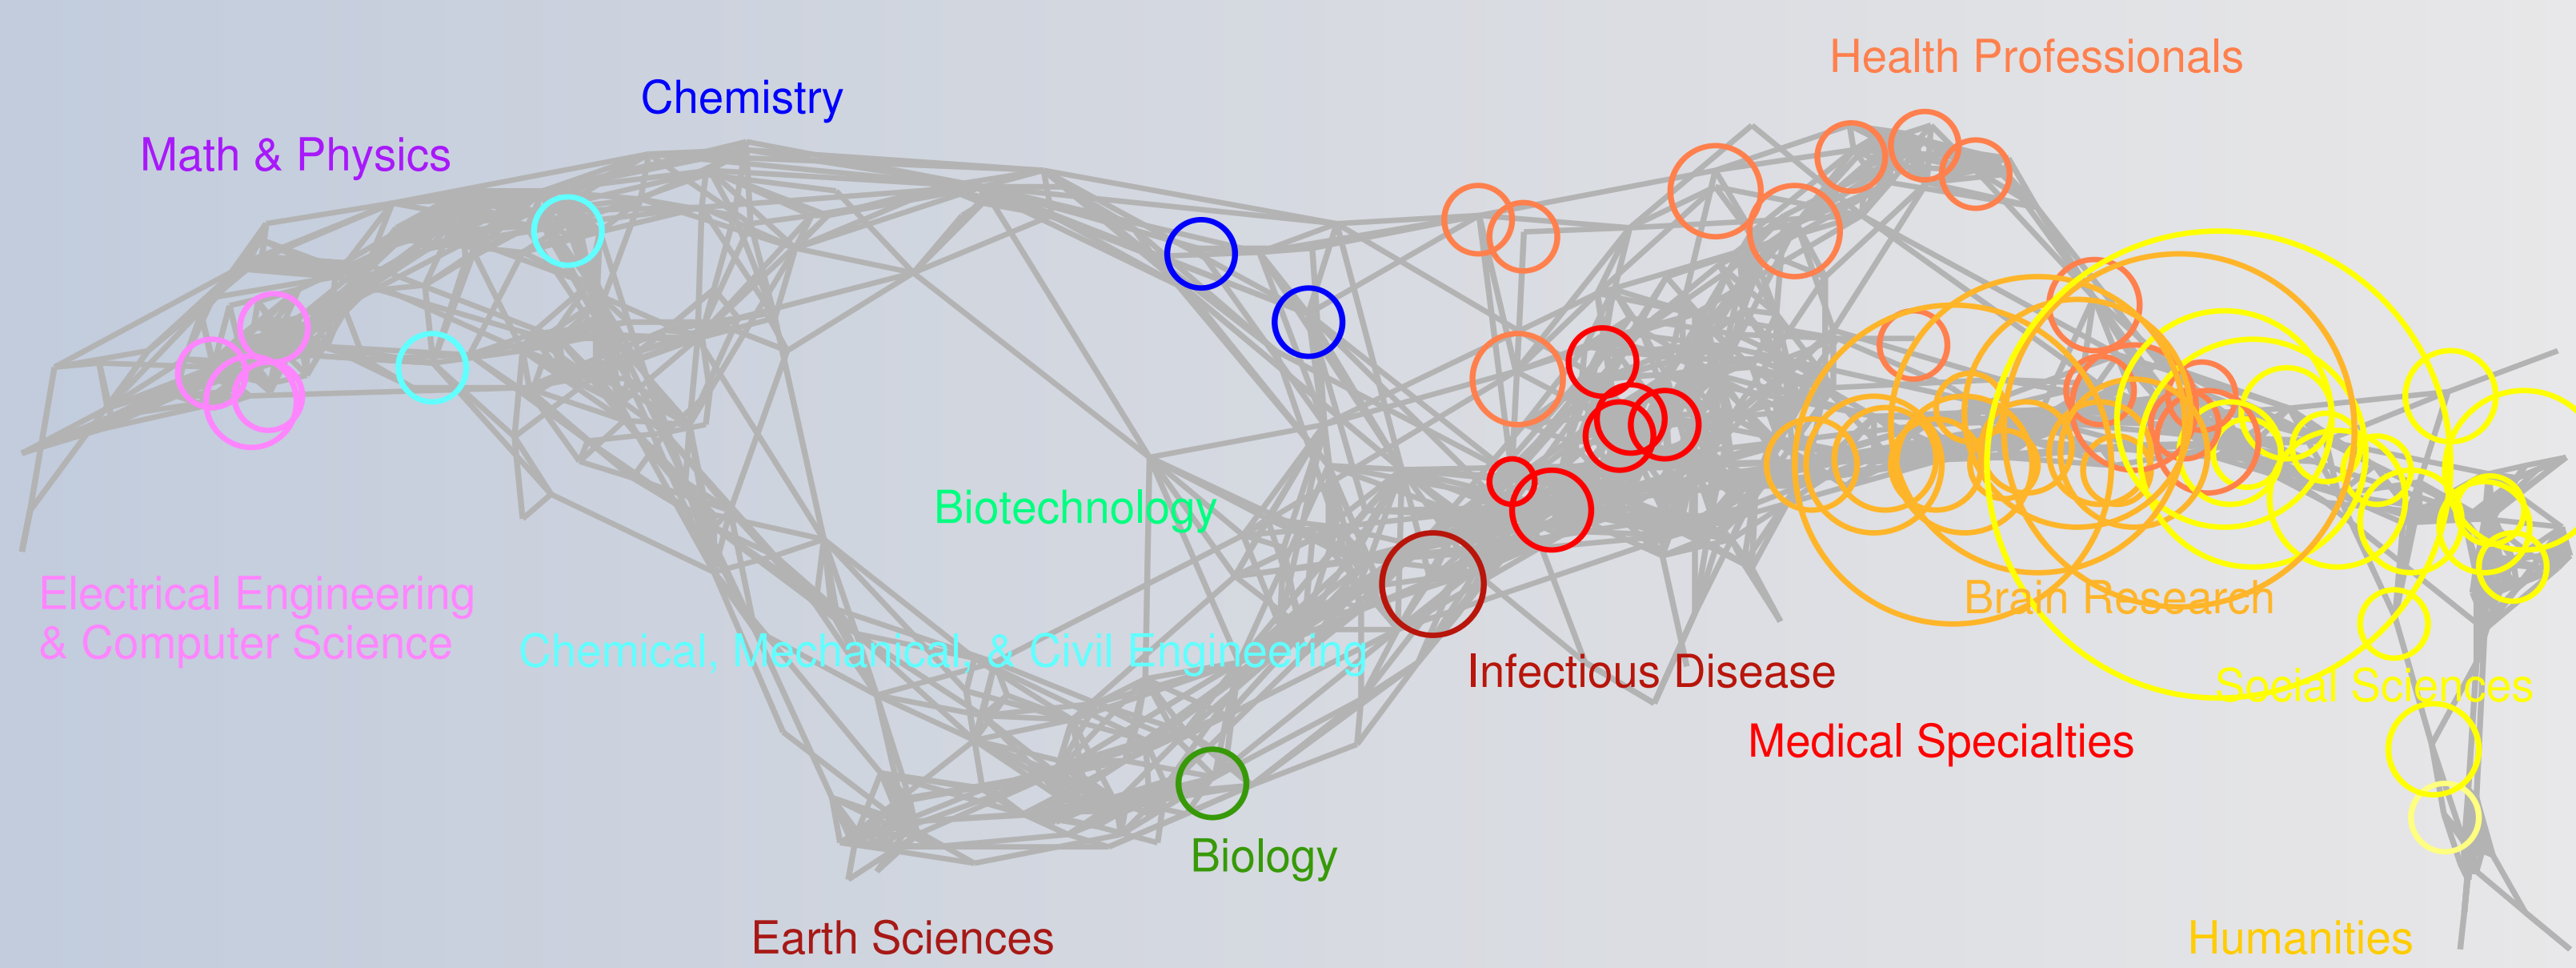 Health Professionals
Chemistry
Math & Physics
Biotechnology
Electrical Engineering
& Computer Science
Brain Research
Chemical, Mechanical, & Civil Engineering
Infectious Disease
Social Sciences
Medical Specialties
Biology
Earth Sciences
Humanities